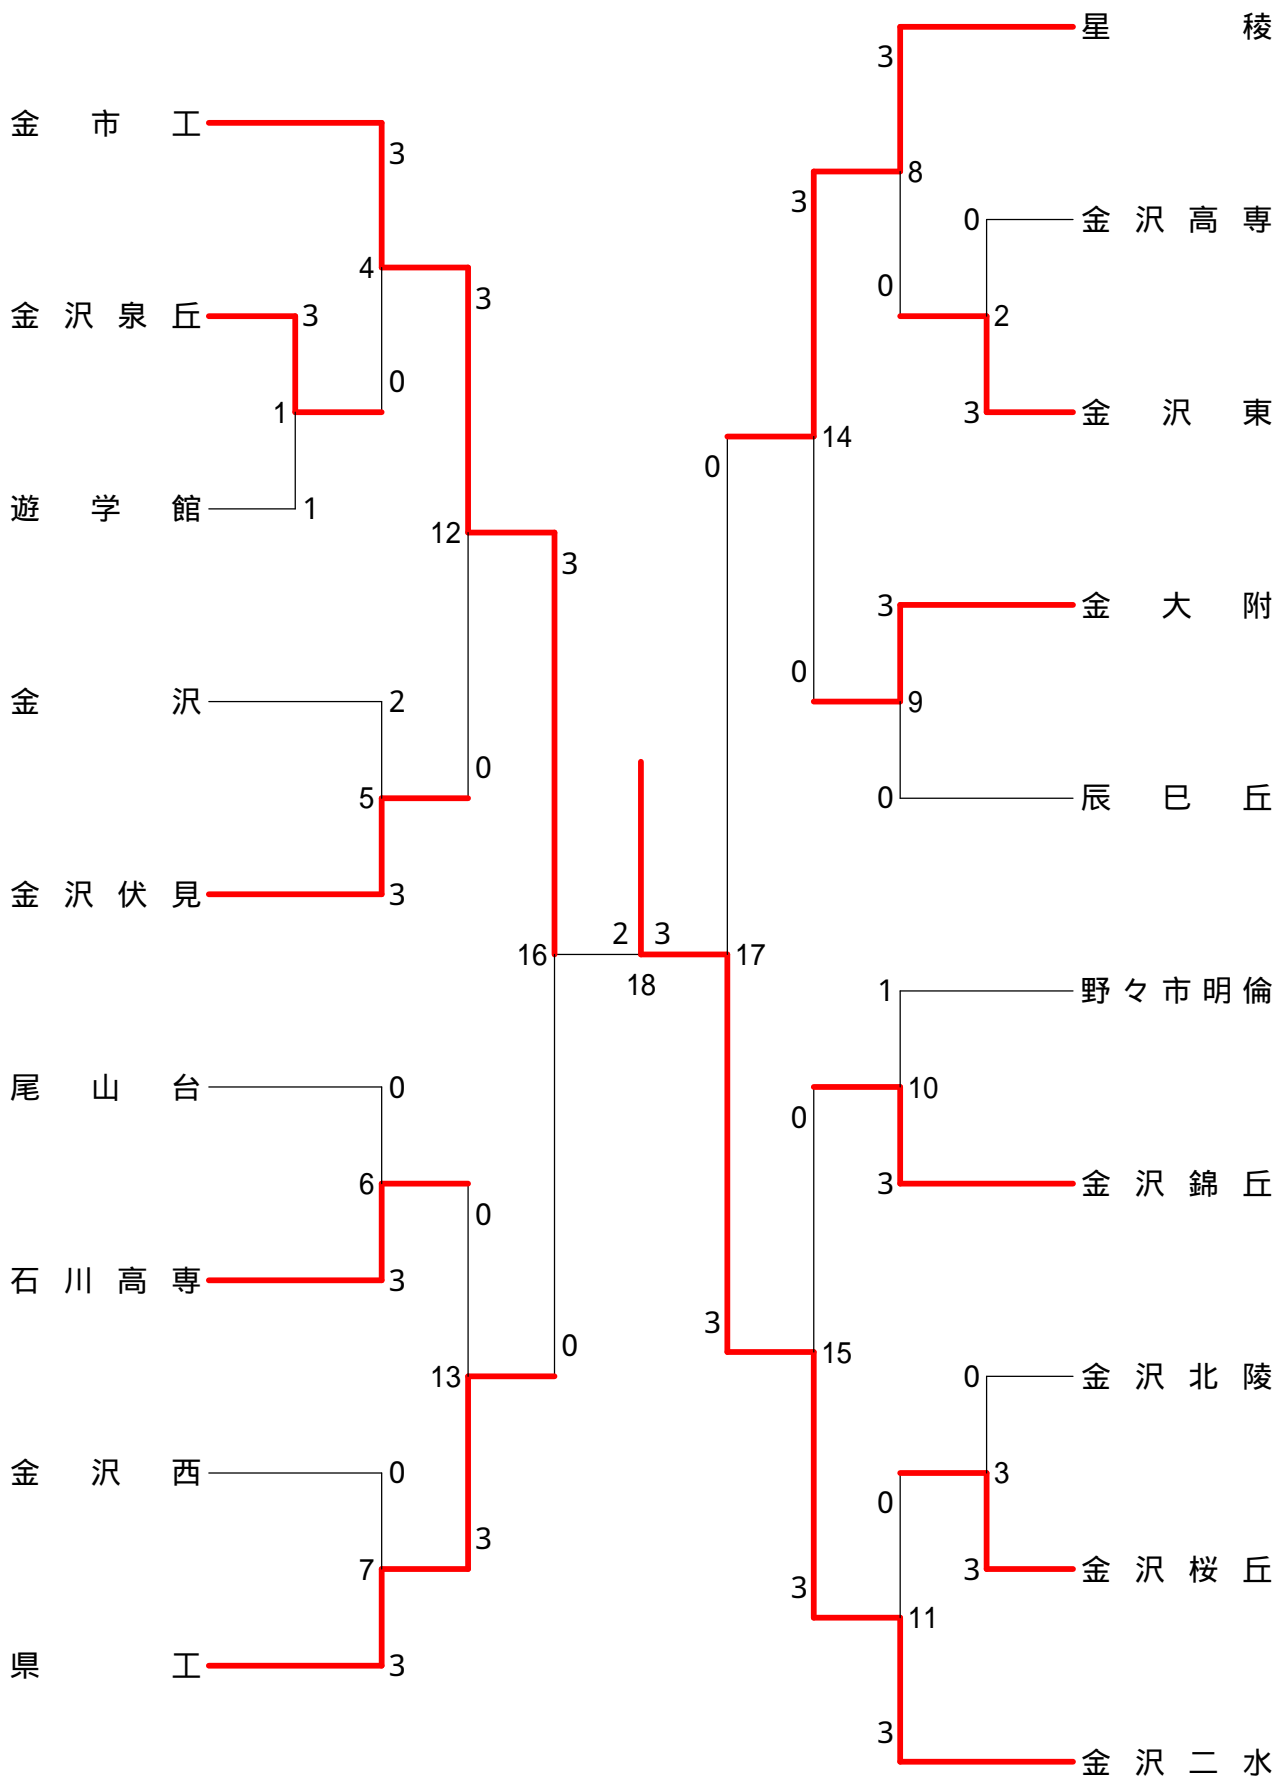 星 稜
3
金 市 工
3
8
3
金 沢 高 専
0
4
3
0
金 沢 泉 丘
3
2
0
1
3
金 沢 東
14
0
遊 学 館
1
12
3
3
金 大 附
0
金 沢
2
9
0
5
0
辰 巳 丘
金 沢 伏 見
3
2
3
16
17
18
1
野 々 市 明 倫
尾 山 台
0
10
0
6
3
金 沢 錦 丘
0
石 川 高 専
3
3
0
15
13
0
金 沢 北 陵
金 沢 西
0
3
0
3
7
3
金 沢 桜 丘
3
11
県 工
3
3
金 沢 二 水